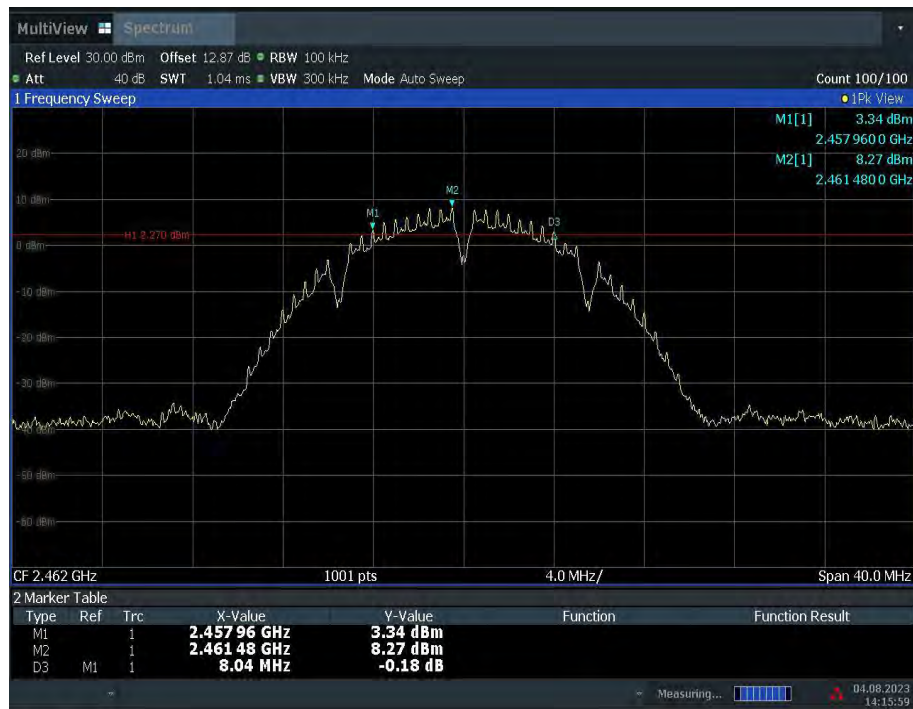 MultiView Spectrum
Ref Level 30.00 dBm Offset 12.87 dB RBW 100 kHz
Att 40 dB SWT 1.04 ms VBW 300 kHz Mode Auto Sweep Count 100/100
1 Frequency Sweep 1Pk View
M1[1] 3.34 dBm
2.457 960 0 GHz
M2[1] 8.27 dBm
2.461 480 0 GHz
20 dBm
10 dBm
M2
M1
D3
H1 2.270 dBm
0 dBm
-10 dBm
-20 dBm
-30 dBm
-40 dBm
-50 dBm
-60 dBm
CF 2.462 GHz 1001 pts 4.0 MHz/ Span 40.0 MHz
2 Marker Table
Type Ref Trc X-Value Y-Value Function Function Result
M1 1 2.457 96 GHz 3.34 dBm
M2 1 2.461 48 GHz 8.27 dBm
D3 M1 1 8.04 MHz -0.18 dB
Measuring... 04.08.2023
14:15:59